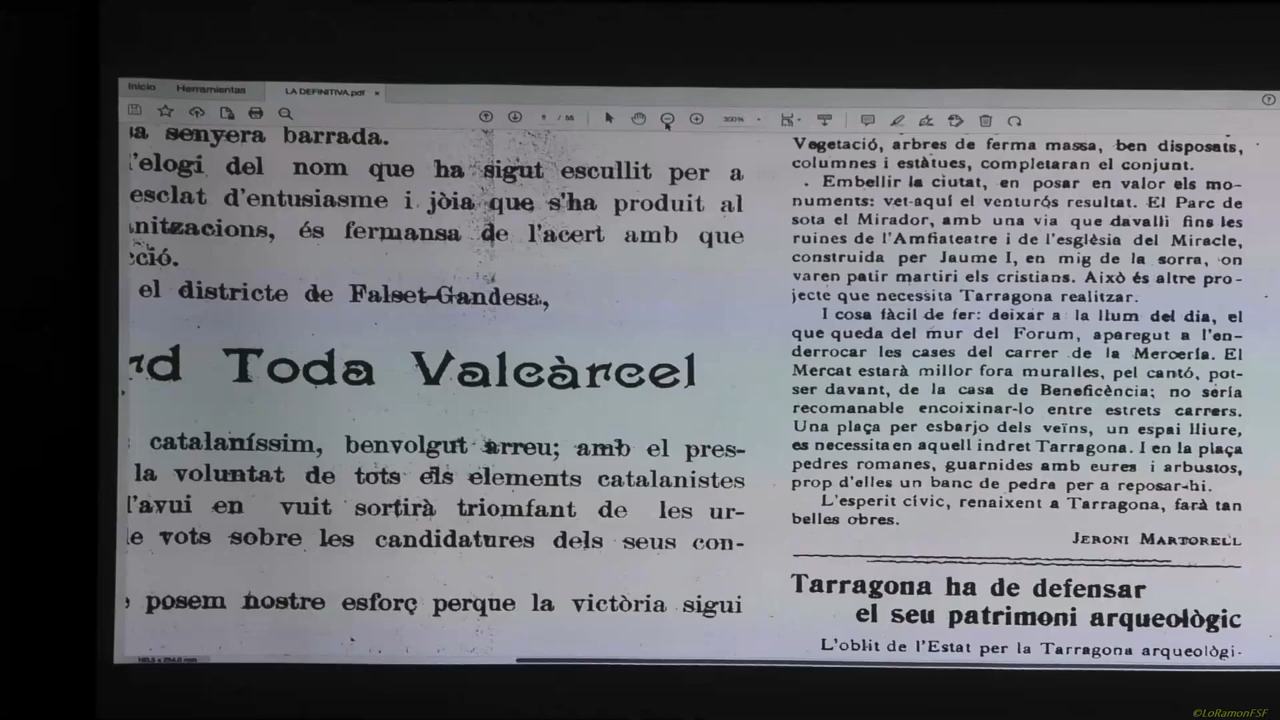 Inicio
Herramientas
LA DEFINITIVA.pdf
300%
senyera barrada.
l'elogi del nom que ha sigut escullit per a
esclat d'entusiasme i jòia que s'ha produit al
nitzacions, és fermansa de l'acert amb que
cció.
el districte de Falset-Gandesa,
rd Toda Valcàrcel
catalaníssim, benvolgut arreu; amb el pres-
la voluntat de tots els elements catalanistes
l'avui en vuit sortirà triomfant de les ur-
e vots sobre les candidatures dels seus con-
posem nostre esforç perque la victòria sigui
Vegetació, arbres de ferma massa, ben disposats,
columnes i estàtues, completaran el conjunt.
Embellir la ciutat, en posar en valor els mo-
numents: vet-aquí el venturós resultat. El Parc de
sota el Mirador, amb una via que davalli fins les
ruines de l'Amfiateatre i de l'esglèsia del Miracle,
construida per Jaume I, en mig de la sorra, on
varen patir martiri els cristians. Això és altre pro-
jecte que necessita Tarragona realitzar.
I cosa fàcil de fer: deixar a la llum del dia, el
que queda del mur del Forum, aparegut a l'en-
derrocar les cases del carrer de la Mercería. El
Mercat estarà millor fora muralles, pel cantó, pot-
ser davant, de la casa de Beneficència; no sería
recomanable encoixinar-lo entre estrets carrers.
Una plaça per esbarjo dels veïns, un espai lliure,
es necessita en aquell indret Tarragona. I en la plaça
pedres romanes, guarnides amb eures i arbustos,
prop d'elles un banc de pedra per a reposar-hi.
L'esperit cívic, renaixent a Tarragona, farà tan
belles obres.
JERONI MARTORELL
Tarragona ha de defensar
el seu patrimoni arqueològic
L'oblit de l'Estat per la Tarragona arqueològi-
©LoRamonFSF